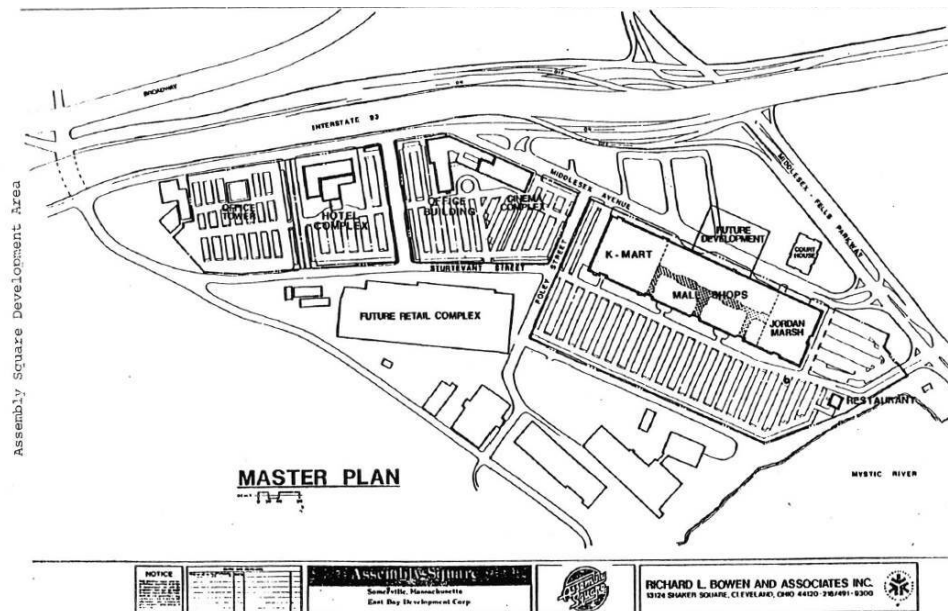 Assembly Square Development Area
BROADWAY
INTERSTATE 93
MIDDLESEX - FELLS PARKWAY
MIDDLESEX AVENUE
OFFICE
TOWER
HOTEL
COMPLEX
OFFICE
BUILDING
CINEMA
COMPLEX
STURTEVANT STREET
FOLEY STREET
K-MART
FUTURE
DEVELOPMENT
COURT
HOUSE
MALL SHOPS
JORDAN
MARSH
FUTURE RETAIL COMPLEX
RESTAURANT
MYSTIC RIVER
MASTER PLAN
NOTICE
Assembly Square
Somerville, Massachusetts
East Bay Development Corp
RICHARD L. BOWEN AND ASSOCIATES INC.
13124 SHAKER SQUARE, CLEVELAND, OHIO 44120 · 216/491-9300